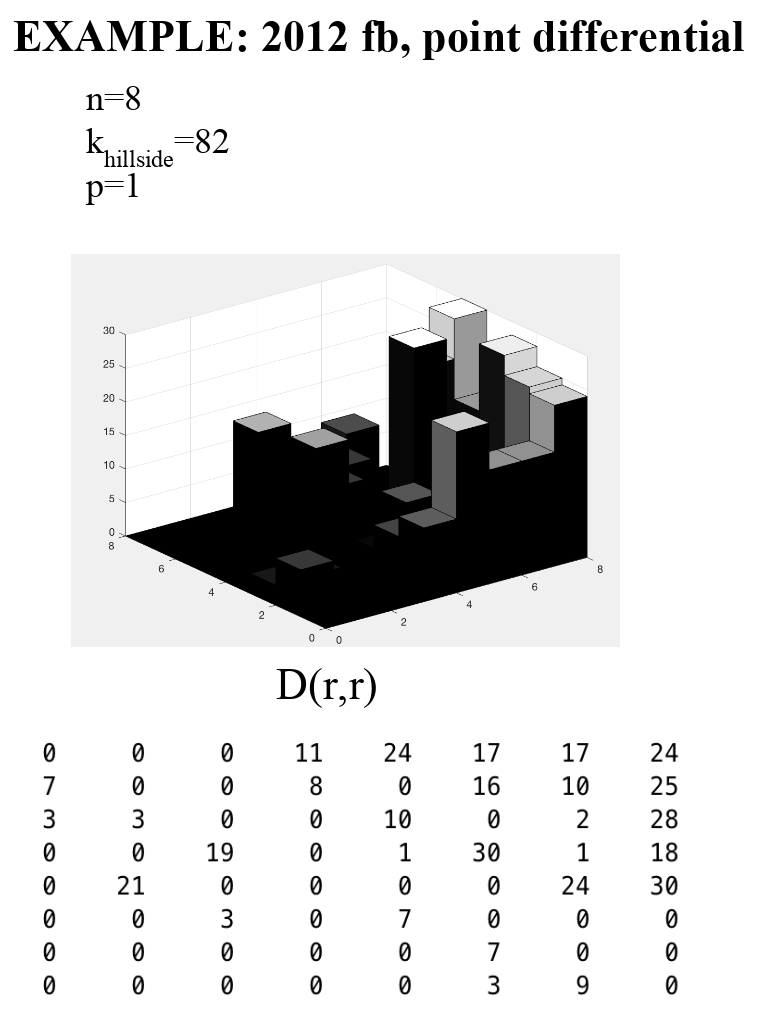 EXAMPLE: 2012 fb, point differential
n=8
k_hillside=82
p=1
30
25
20
15
10
5
0
8
6
4
2
0
0
2
4
6
8
D(r,r)
0 0 0 11 24 17 17 24
7 0 0 8 0 16 10 25
3 3 0 0 10 0 2 28
0 0 19 0 1 30 1 18
0 21 0 0 0 0 24 30
0 0 3 0 7 0 0 0
0 0 0 0 0 7 0 0
0 0 0 0 0 3 9 0